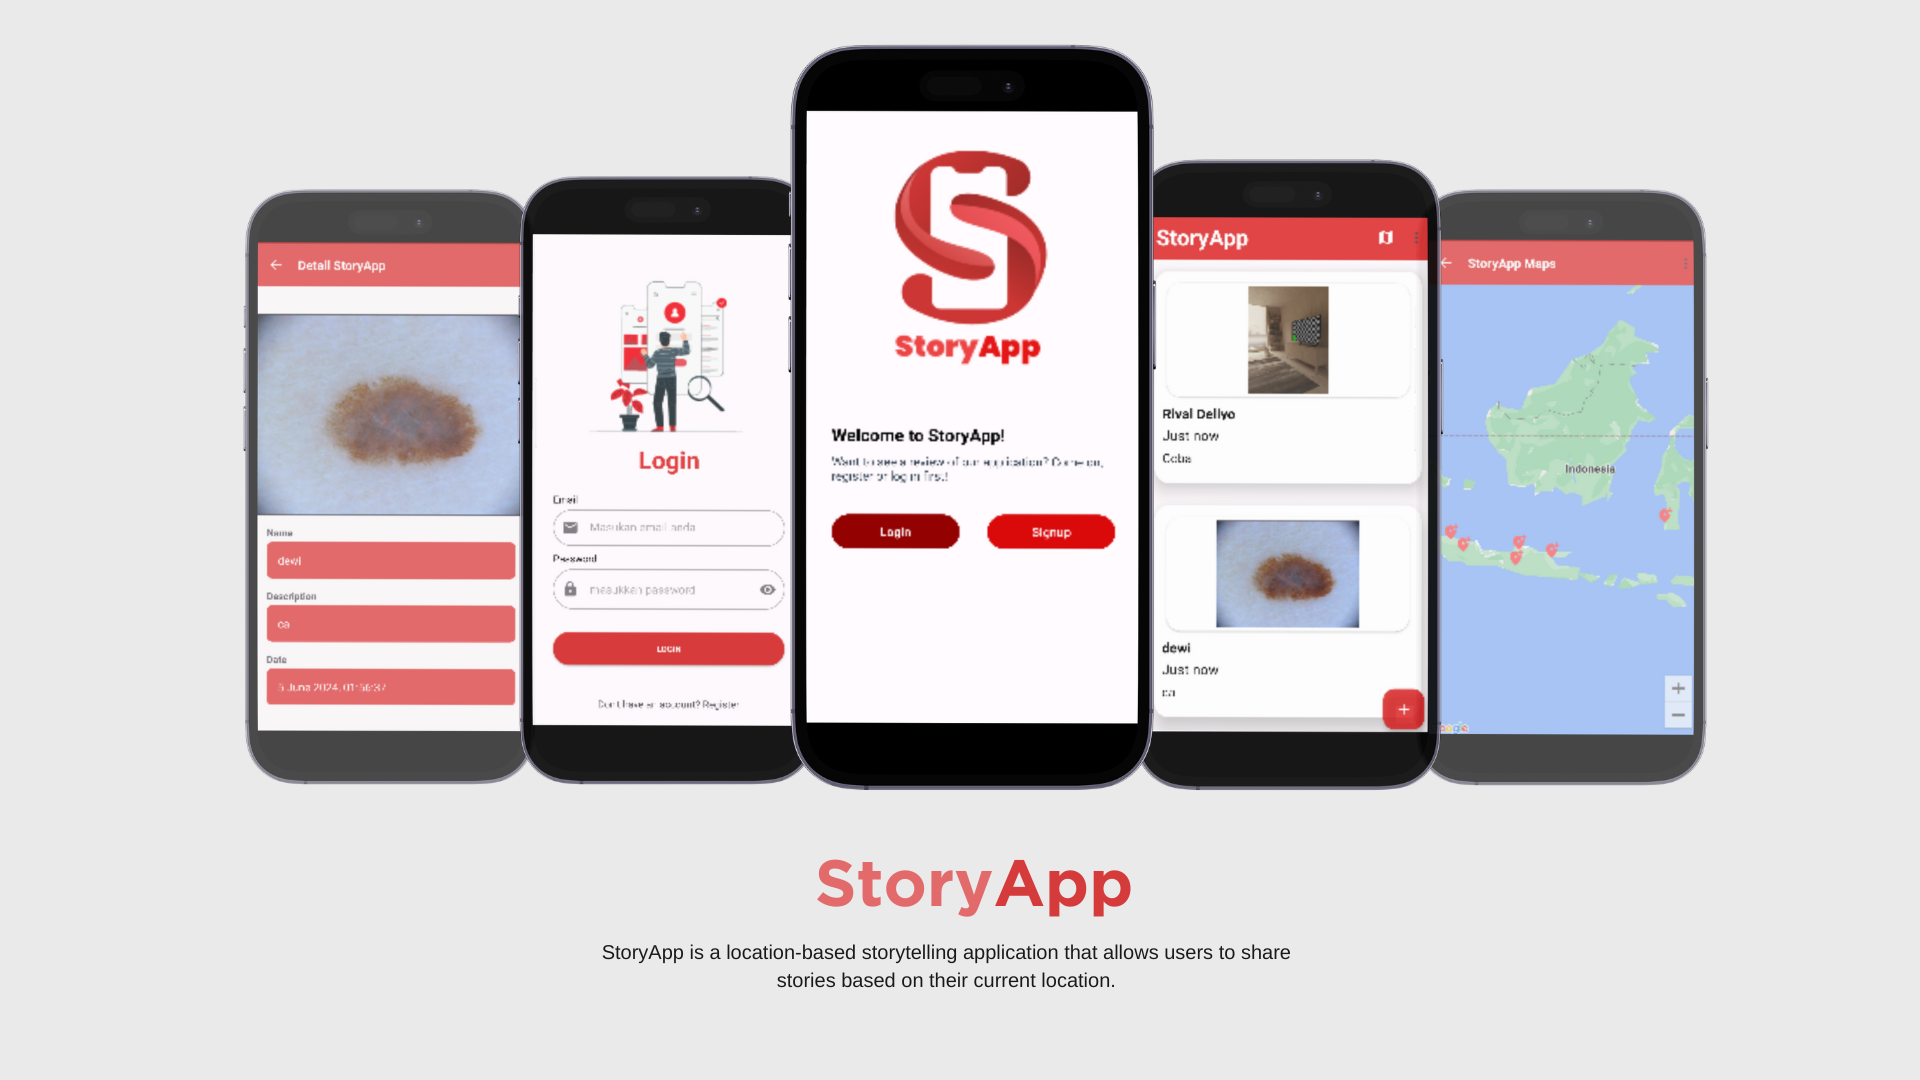 Detail StoryApp
Name
dewi
Description
ca
Date
5 June 2024, 01:56:37
Login
Email
Masukan email anda
Password
masukkan password
LOGIN
Don't have an account? Register
StoryApp
Welcome to StoryApp!
Want to see a review of our application? Come on,
register or log in first!
Login
Signup
StoryApp
Rival Deliyo
Just now
Coba
dewi
Just now
ca
+
StoryApp Maps
Indonesia
+
−
StoryApp
StoryApp is a location-based storytelling application that allows users to share
stories based on their current location.